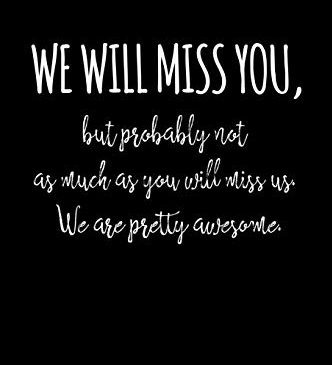 WE WILL MISS YOU,
but probably not
as much as you will miss us.
We are pretty awesome.